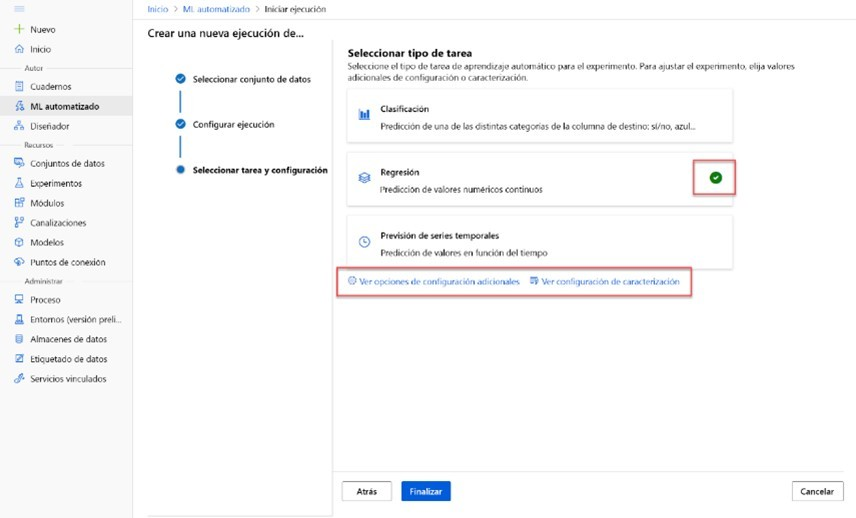 Inicio > ML automatizado > Iniciar ejecución
Nuevo
Inicio
Autor
Cuadernos
ML automatizado
Diseñador
Recursos
Conjuntos de datos
Experimentos
Módulos
Canalizaciones
Modelos
Puntos de conexión
Administrar
Proceso
Entornos (versión preli...
Almacenes de datos
Etiquetado de datos
Servicios vinculados
Crear una nueva ejecución de...
Seleccionar conjunto de datos
Configurar ejecución
Seleccionar tarea y configuración
Seleccionar tipo de tarea
Seleccione el tipo de tarea de aprendizaje automático para el experimento. Para ajustar el experimento, elija valores
adicionales de configuración o caracterización.
Clasificación
Predicción de una de las distintas categorías de la columna de destino: sí/no, azul...
Regresión
Predicción de valores numéricos continuos
Previsión de series temporales
Predicción de valores en función del tiempo
Ver opciones de configuración adicionales Ver configuración de caracterización
Atrás Finalizar Cancelar